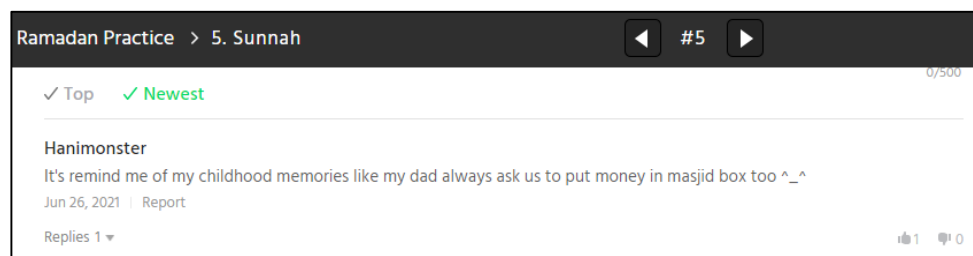 Ramadan Practice > 5. Sunnah #5
0/500
Top Newest
Hanimonster
It's remind me of my childhood memories like my dad always ask us to put money in masjid box too ^_^
Jun 26, 2021 | Report
Replies 1 1 0